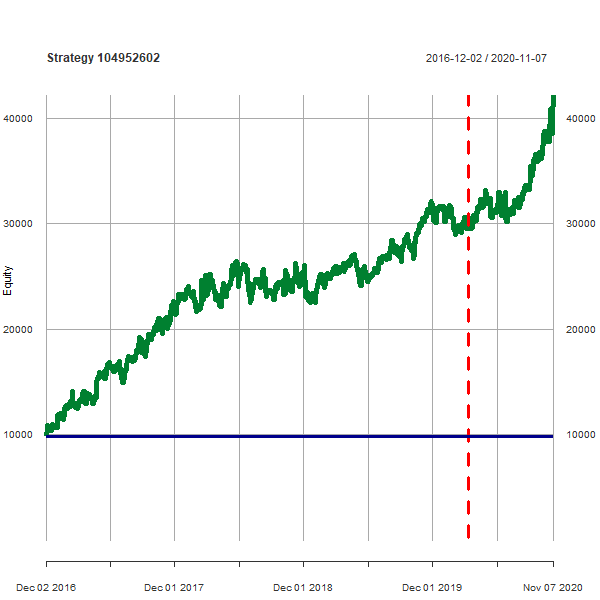 Strategy 104952602 2016-12-02 / 2020-11-07
40000 40000
30000 30000
Equity
20000 20000
10000 10000
Dec 02 2016 Dec 01 2017 Dec 01 2018 Dec 01 2019 Nov 07 2020